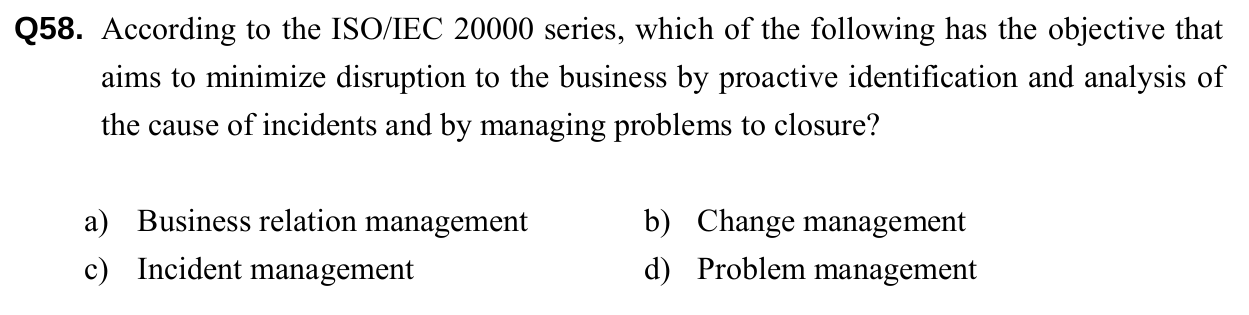 Q58. According to the ISO/IEC 20000 series, which of the following has the objective that
aims to minimize disruption to the business by proactive identification and analysis of
the cause of incidents and by managing problems to closure?
a) Business relation management b) Change management
c) Incident management d) Problem management